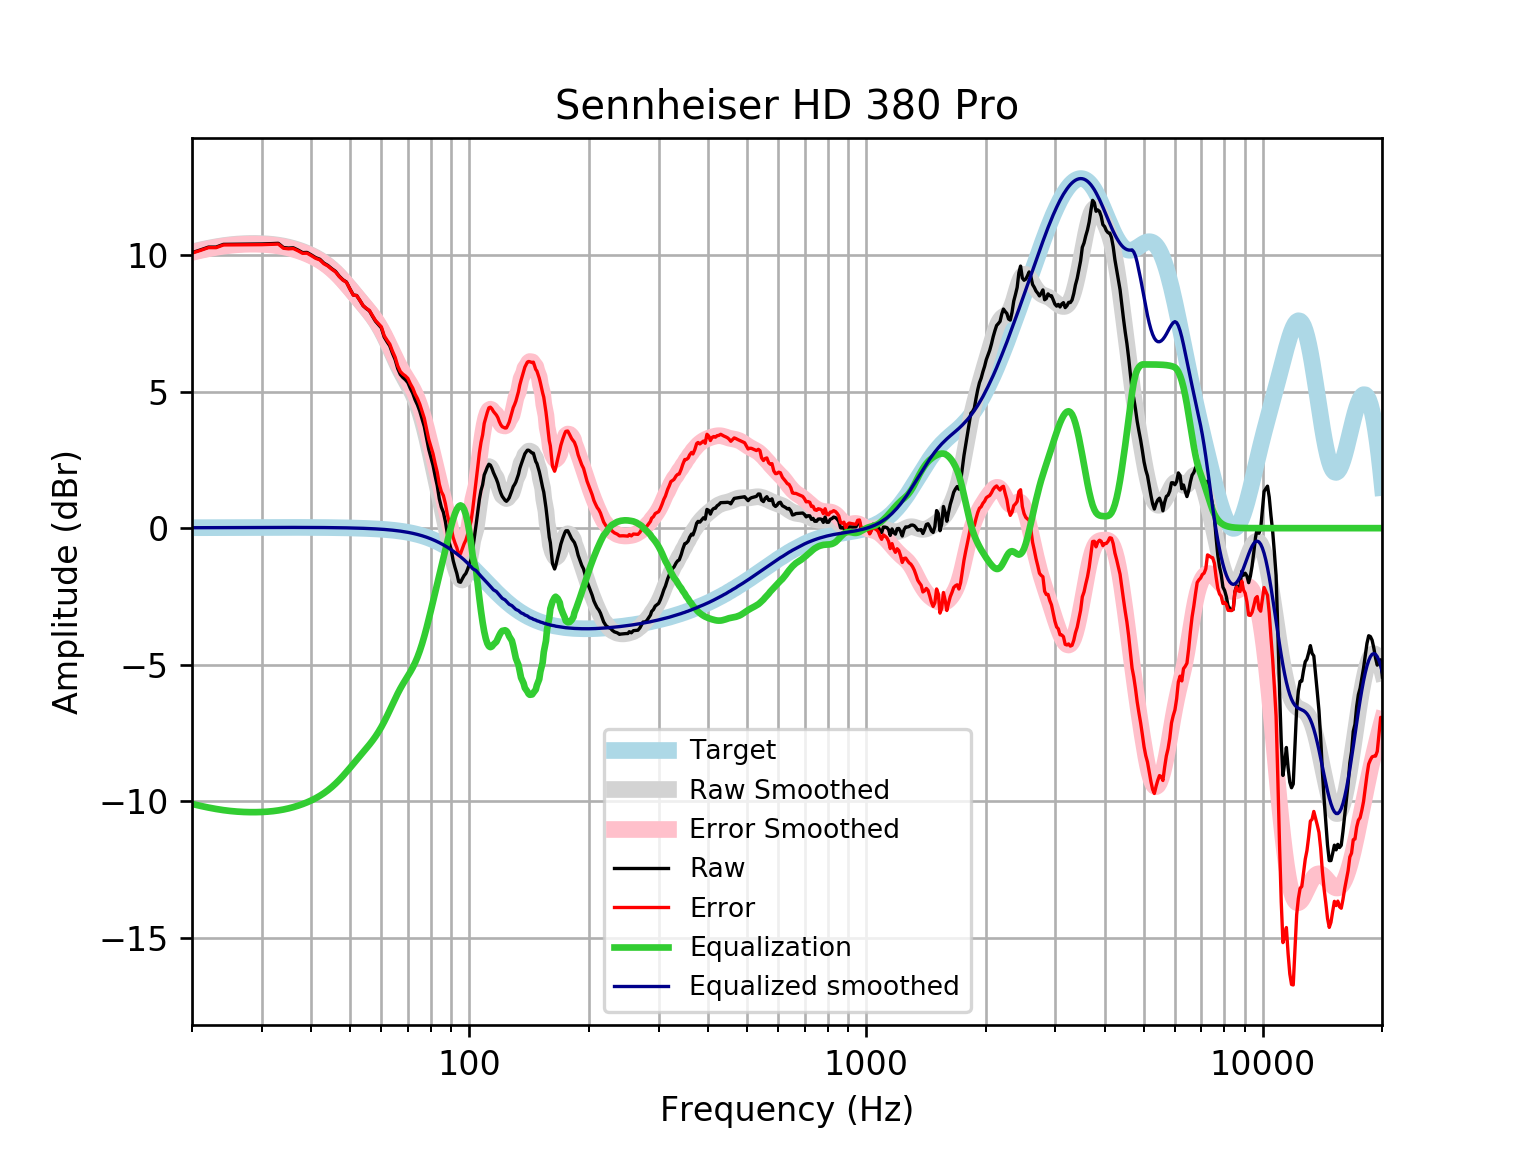 Sennheiser HD 380 Pro
Amplitude (dBr)
10
5
0
−5
−10
−15
Target
Raw Smoothed
Error Smoothed
Raw
Error
Equalization
Equalized smoothed
100
1000
10000
Frequency (Hz)